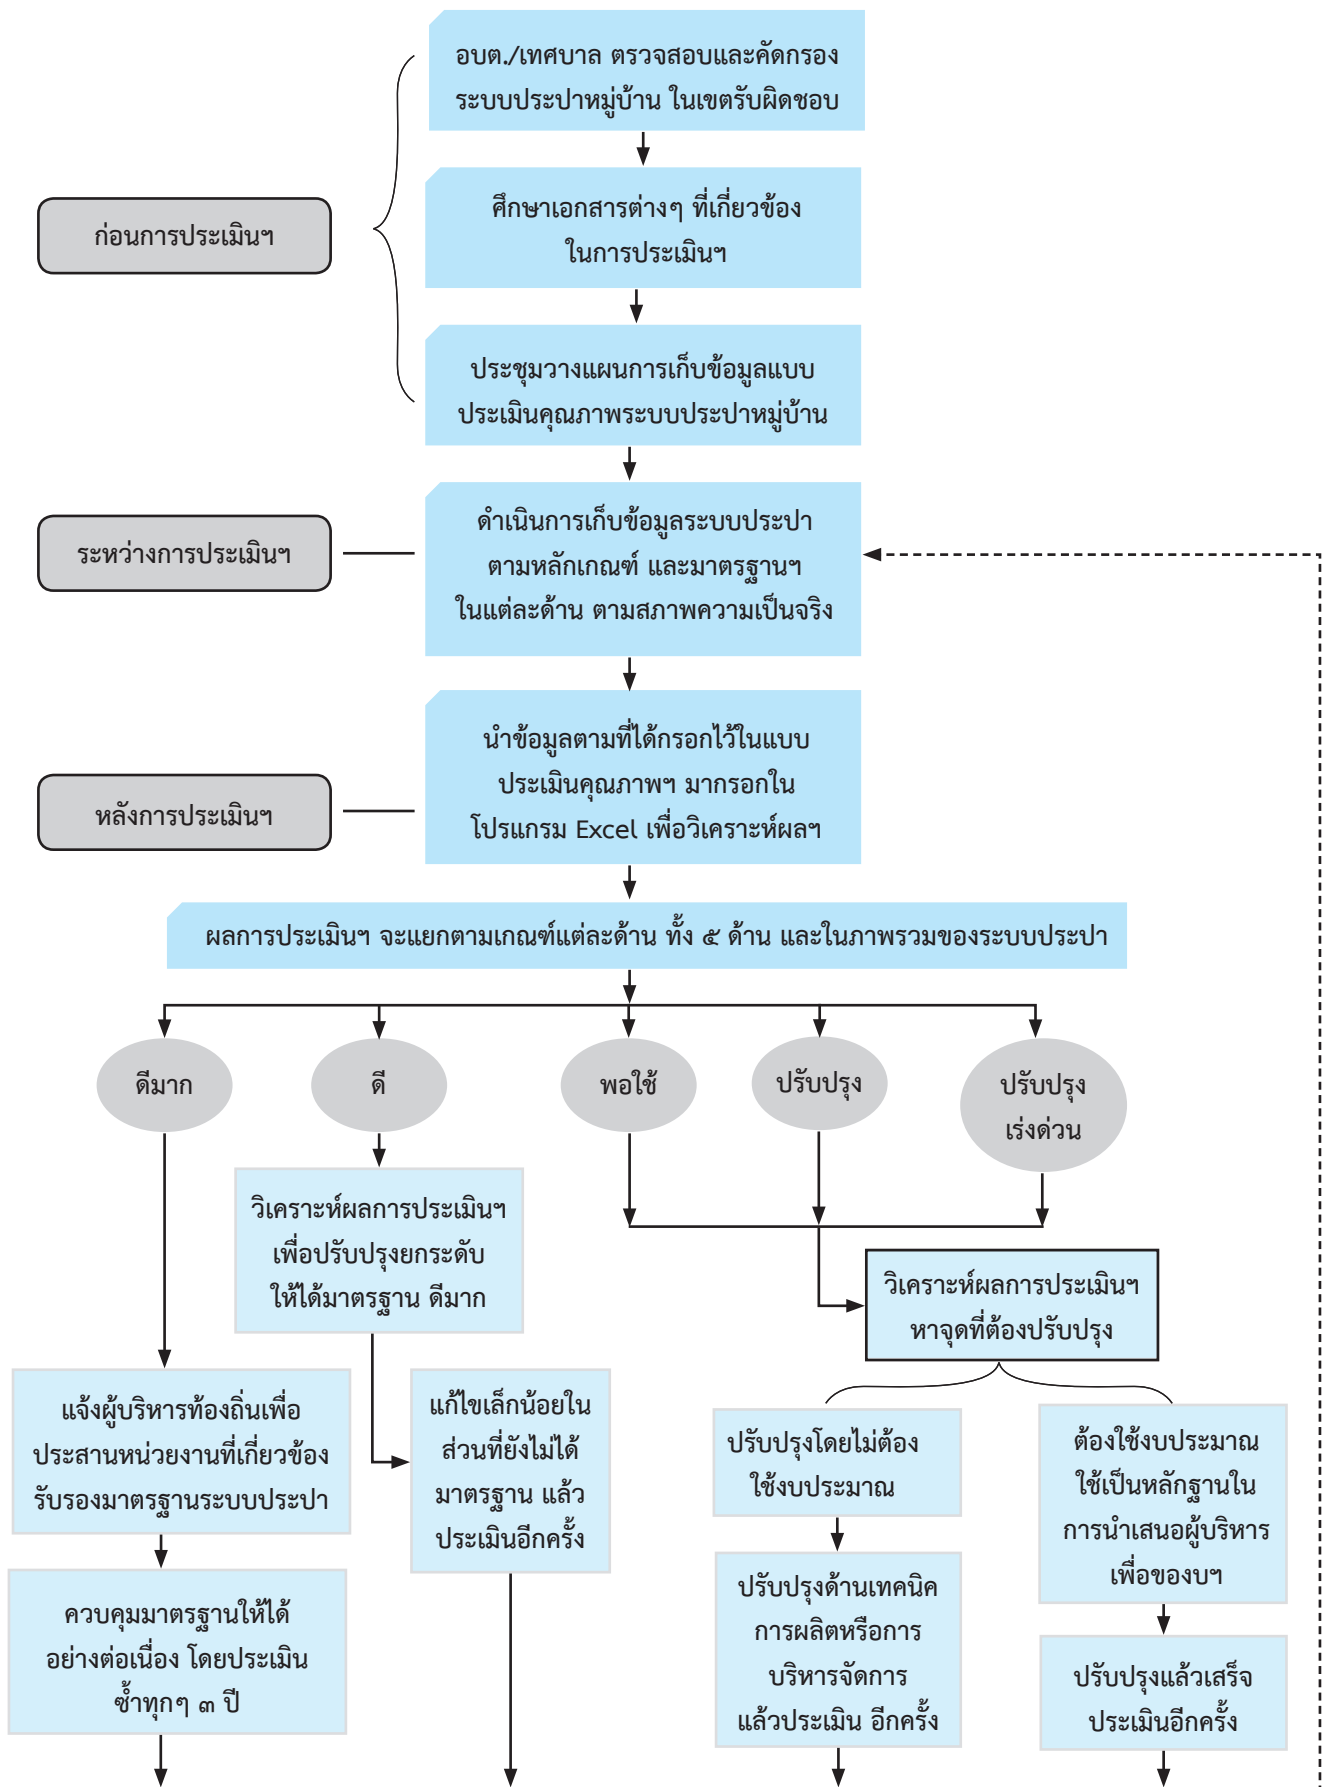 อบต./เทศบาล ตรวจสอบและคัดกรอง
ระบบประปาหมู่บ้าน ในเขตรับผิดชอบ
ก่อนการประเมินฯ
ศึกษาเอกสารต่างๆ ที่เกี่ยวข้อง
ในการประเมินฯ
ประชุมวางแผนการเก็บข้อมูลแบบ
ประเมินคุณภาพระบบประปาหมู่บ้าน
ระหว่างการประเมินฯ
ดำเนินการเก็บข้อมูลระบบประปา
ตามหลักเกณฑ์ และมาตรฐานฯ
ในแต่ละด้าน ตามสภาพความเป็นจริง
หลังการประเมินฯ
นำข้อมูลตามที่ได้กรอกไว้ในแบบ
ประเมินคุณภาพฯ มากรอกใน
โปรแกรม Excel เพื่อวิเคราะห์ผลฯ
ผลการประเมินฯ จะแยกตามเกณฑ์แต่ละด้าน ทั้ง ๕ ด้าน และในภาพรวมของระบบประปา
ดีมาก
ดี
พอใช้
ปรับปรุง
ปรับปรุง
เร่งด่วน
วิเคราะห์ผลการประเมินฯ
เพื่อปรับปรุงยกระดับ
ให้ได้มาตรฐาน ดีมาก
วิเคราะห์ผลการประเมินฯ
หาจุดที่ต้องปรับปรุง
แจ้งผู้บริหารท้องถิ่นเพื่อ
ประสานหน่วยงานที่เกี่ยวข้อง
รับรองมาตรฐานระบบประปา
แก้ไขเล็กน้อยใน
ส่วนที่ยังไม่ได้
มาตรฐาน แล้ว
ประเมินอีกครั้ง
ปรับปรุงโดยไม่ต้อง
ใช้งบประมาณ
ต้องใช้งบประมาณ
ใช้เป็นหลักฐานใน
การนำเสนอผู้บริหาร
เพื่อของบฯ
ควบคุมมาตรฐานให้ได้
อย่างต่อเนื่อง โดยประเมิน
ซ้ำทุกๆ ๓ ปี
ปรับปรุงด้านเทคนิค
การผลิตหรือการ
บริหารจัดการ
แล้วประเมิน อีกครั้ง
ปรับปรุงแล้วเสร็จ
ประเมินอีกครั้ง